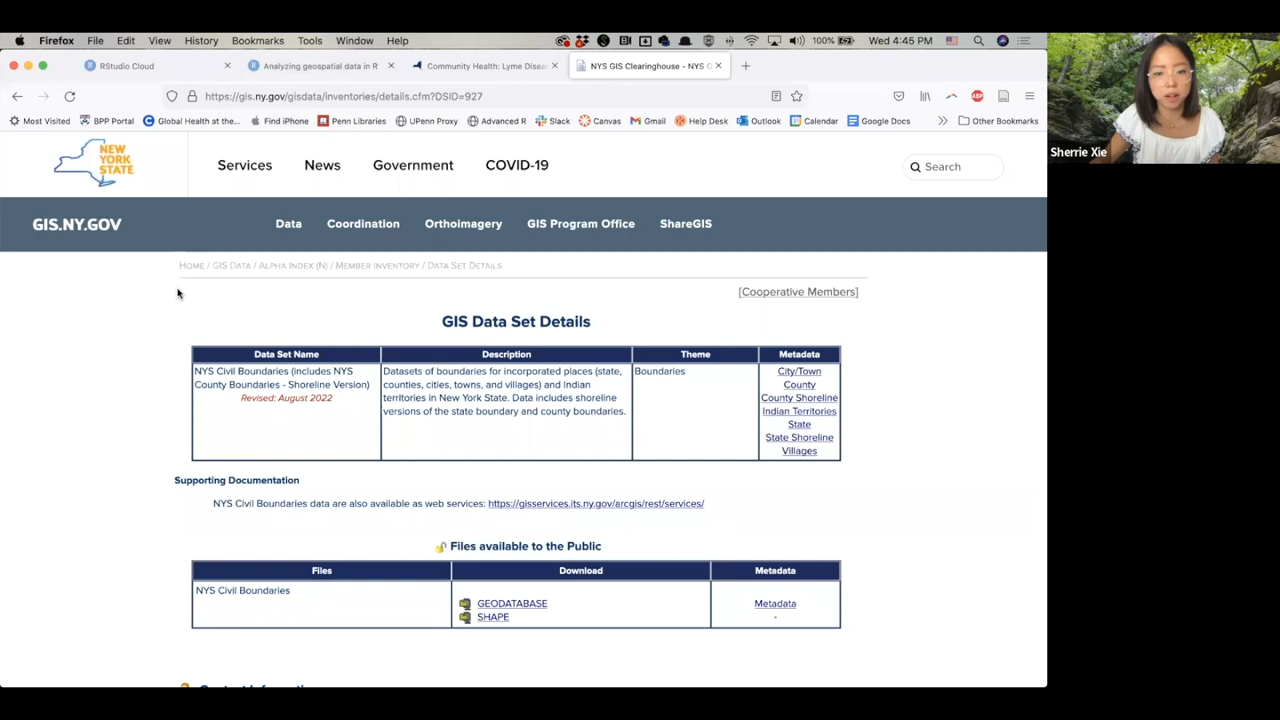 Firefox File Edit View History Bookmarks Tools Window Help 100% Wed 4:45 PM
RStudio Cloud Analyzing geospatial data in R Community Health: Lyme Disea NYS GIS Clearinghouse - NYS G
https://gis.ny.gov/gisdata/inventories/details.cfm?DSID=927
Most Visited BPP Portal Global Health at the... Find iPhone Penn Libraries UPenn Proxy Advanced R Slack Canvas Gmail Help Desk Outlook Calendar Google Docs Other Bookmarks
Sherrie Xie
NEW
YORK
STATE
Services News Government COVID-19 Search
GIS.NY.GOV Data Coordination Orthoimagery GIS Program Office ShareGIS
HOME / GIS DATA / ALPHA INDEX (N) / MEMBER INVENTORY / DATA SET DETAILS
[Cooperative Members]
GIS Data Set Details
Data Set Name Description Theme Metadata
NYS Civil Boundaries (includes NYS
County Boundaries - Shoreline Version)
Revised: August 2022
Datasets of boundaries for incorporated places (state,
counties, cities, towns, and villages) and Indian
territories in New York State. Data includes shoreline
versions of the state boundary and county boundaries.
Boundaries
City/Town
County
County Shoreline
Indian Territories
State
State Shoreline
Villages
Supporting Documentation
NYS Civil Boundaries data are also available as web services: https://gisservices.its.ny.gov/arcgis/rest/services/
Files available to the Public
Files Download Metadata
NYS Civil Boundaries
GEODATABASE
SHAPE
Metadata
-